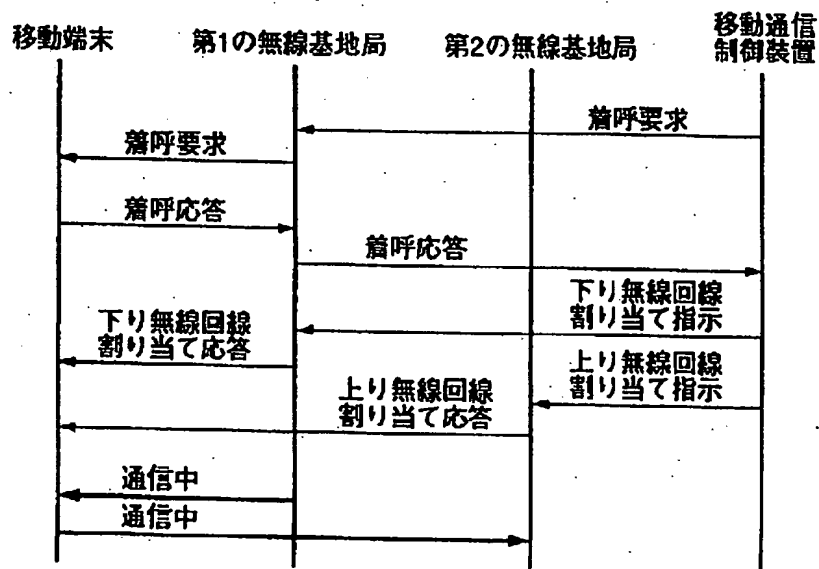 移動端末
第1の無線基地局
第2の無線基地局
移動通信
制御装置
着呼要求
着呼要求
着呼応答
着呼応答
下り無線回線
割り当て指示
下り無線回線
割り当て応答
上り無線回線
割り当て指示
上り無線回線
割り当て応答
通信中
通信中